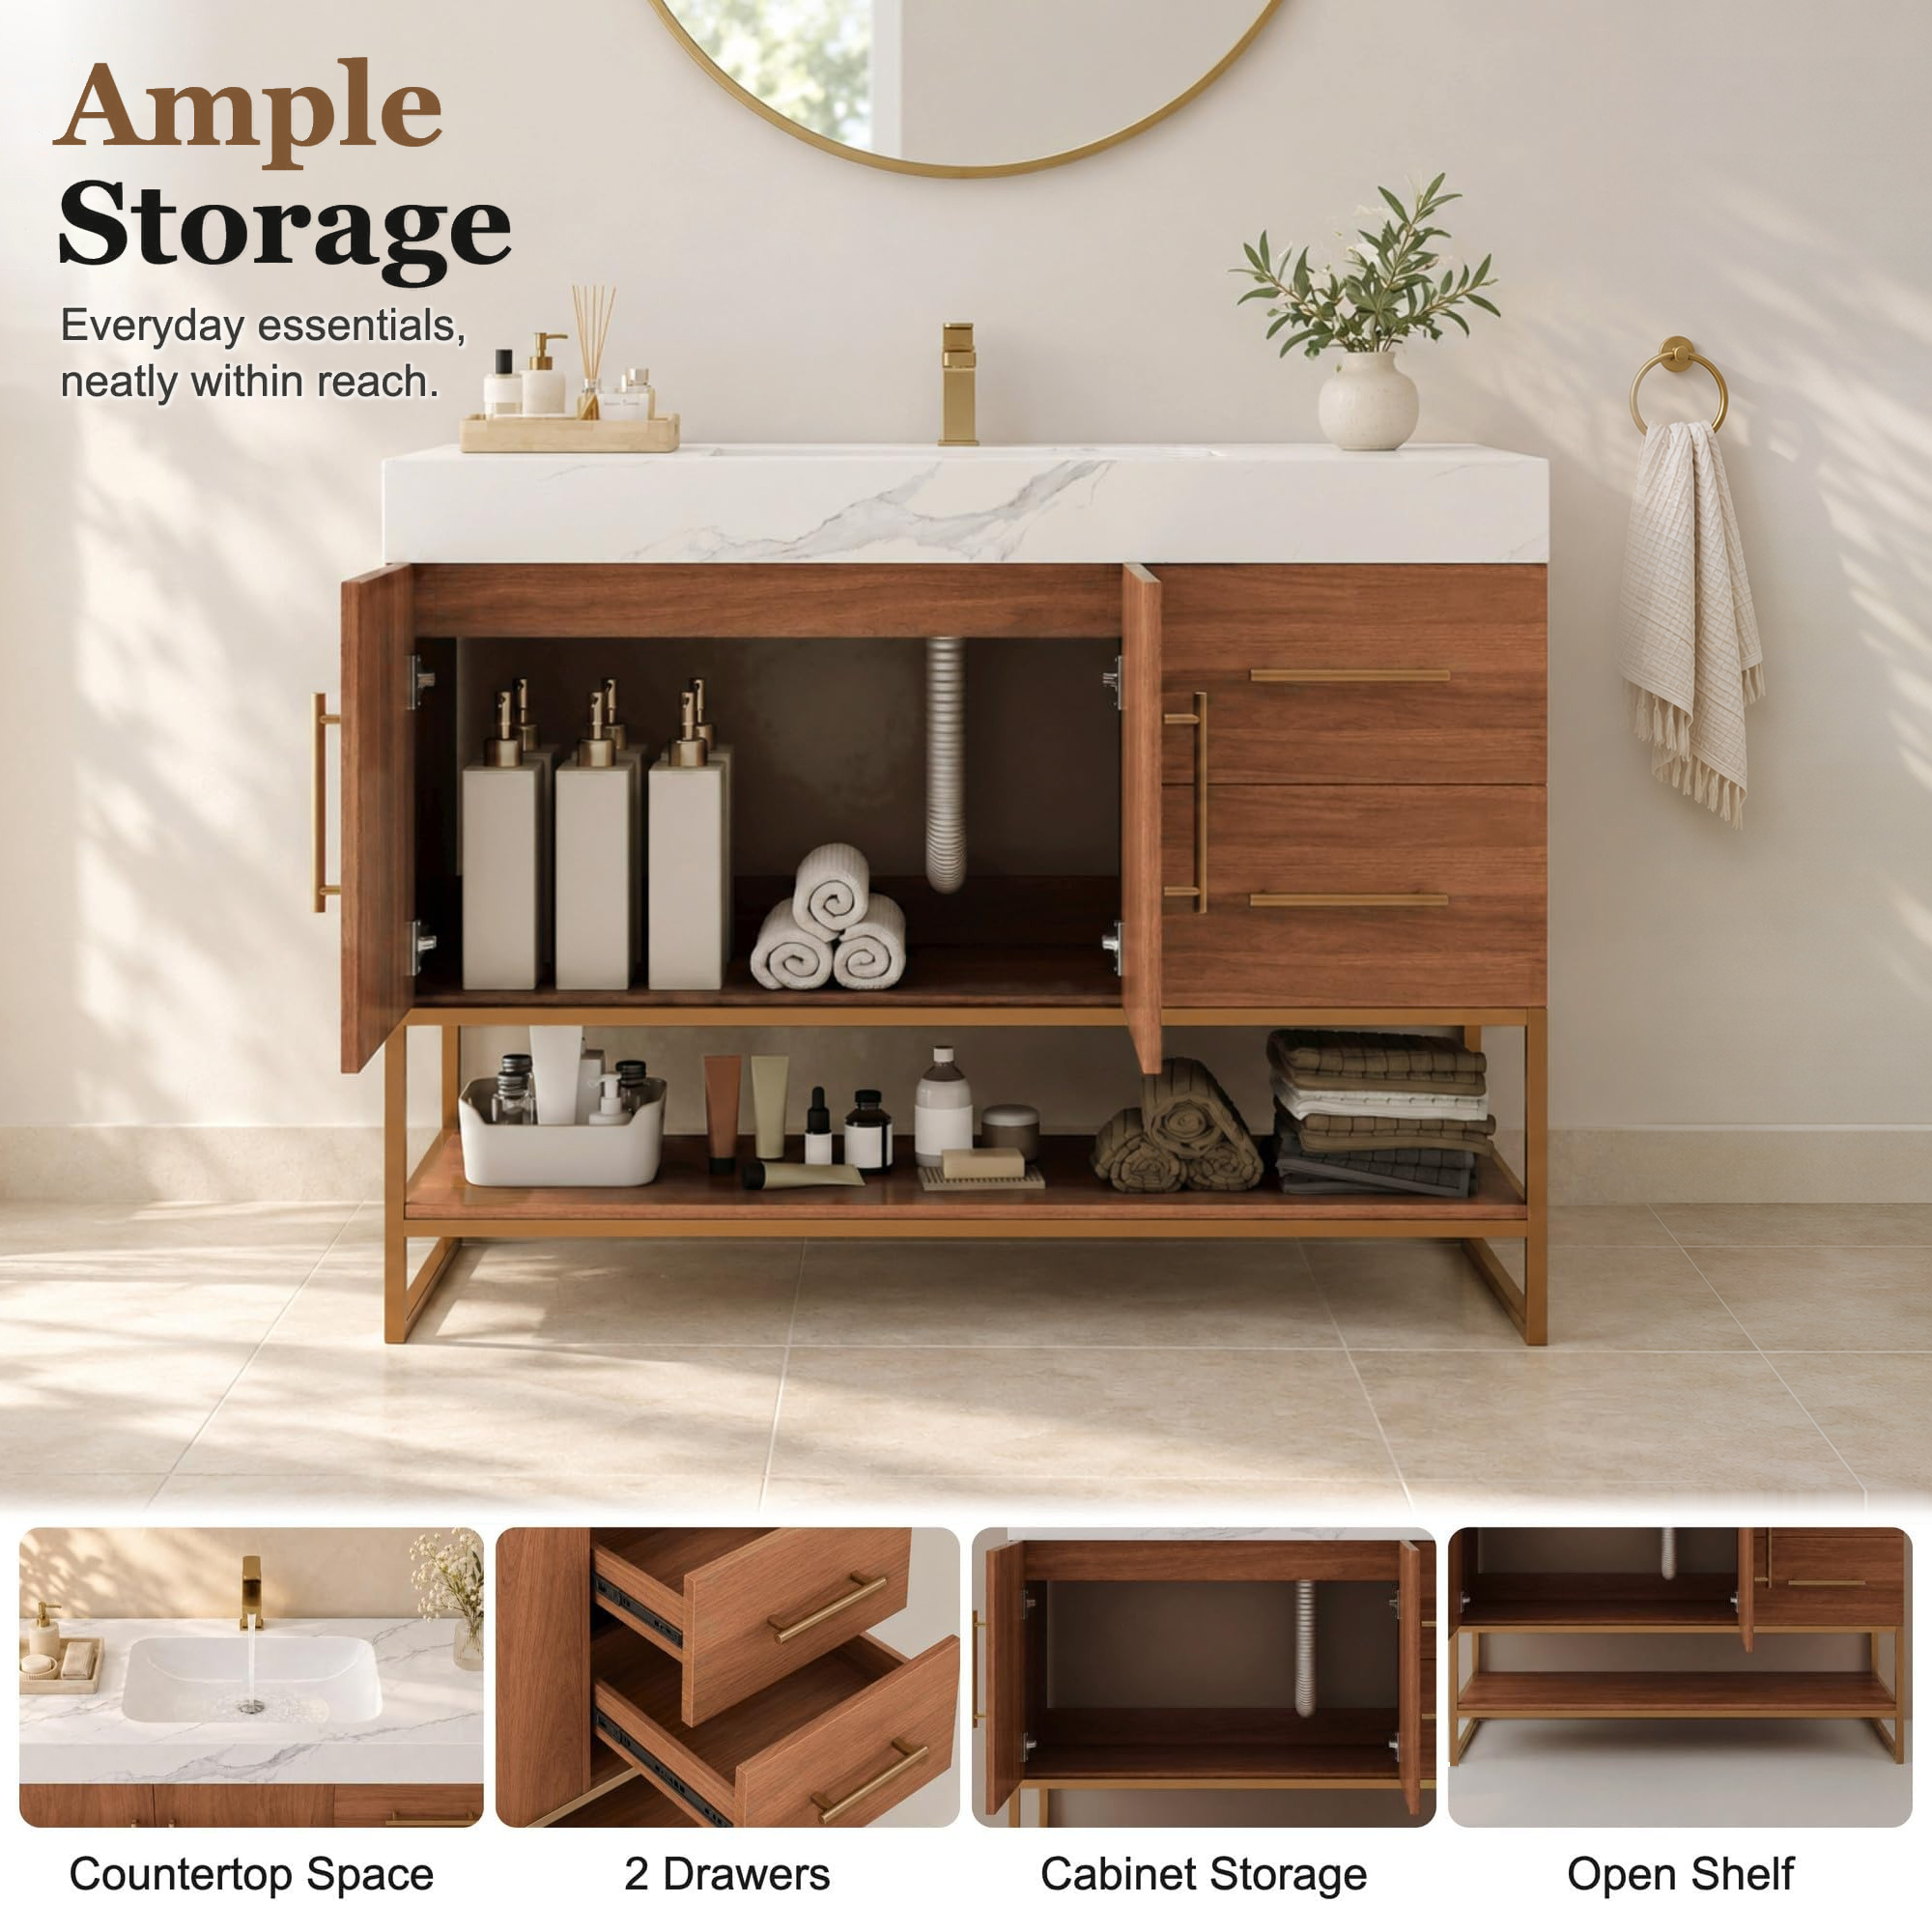 Ample
Storage
Everyday essentials,
neatly within reach.
Countertop Space
2 Drawers
Cabinet Storage
Open Shelf